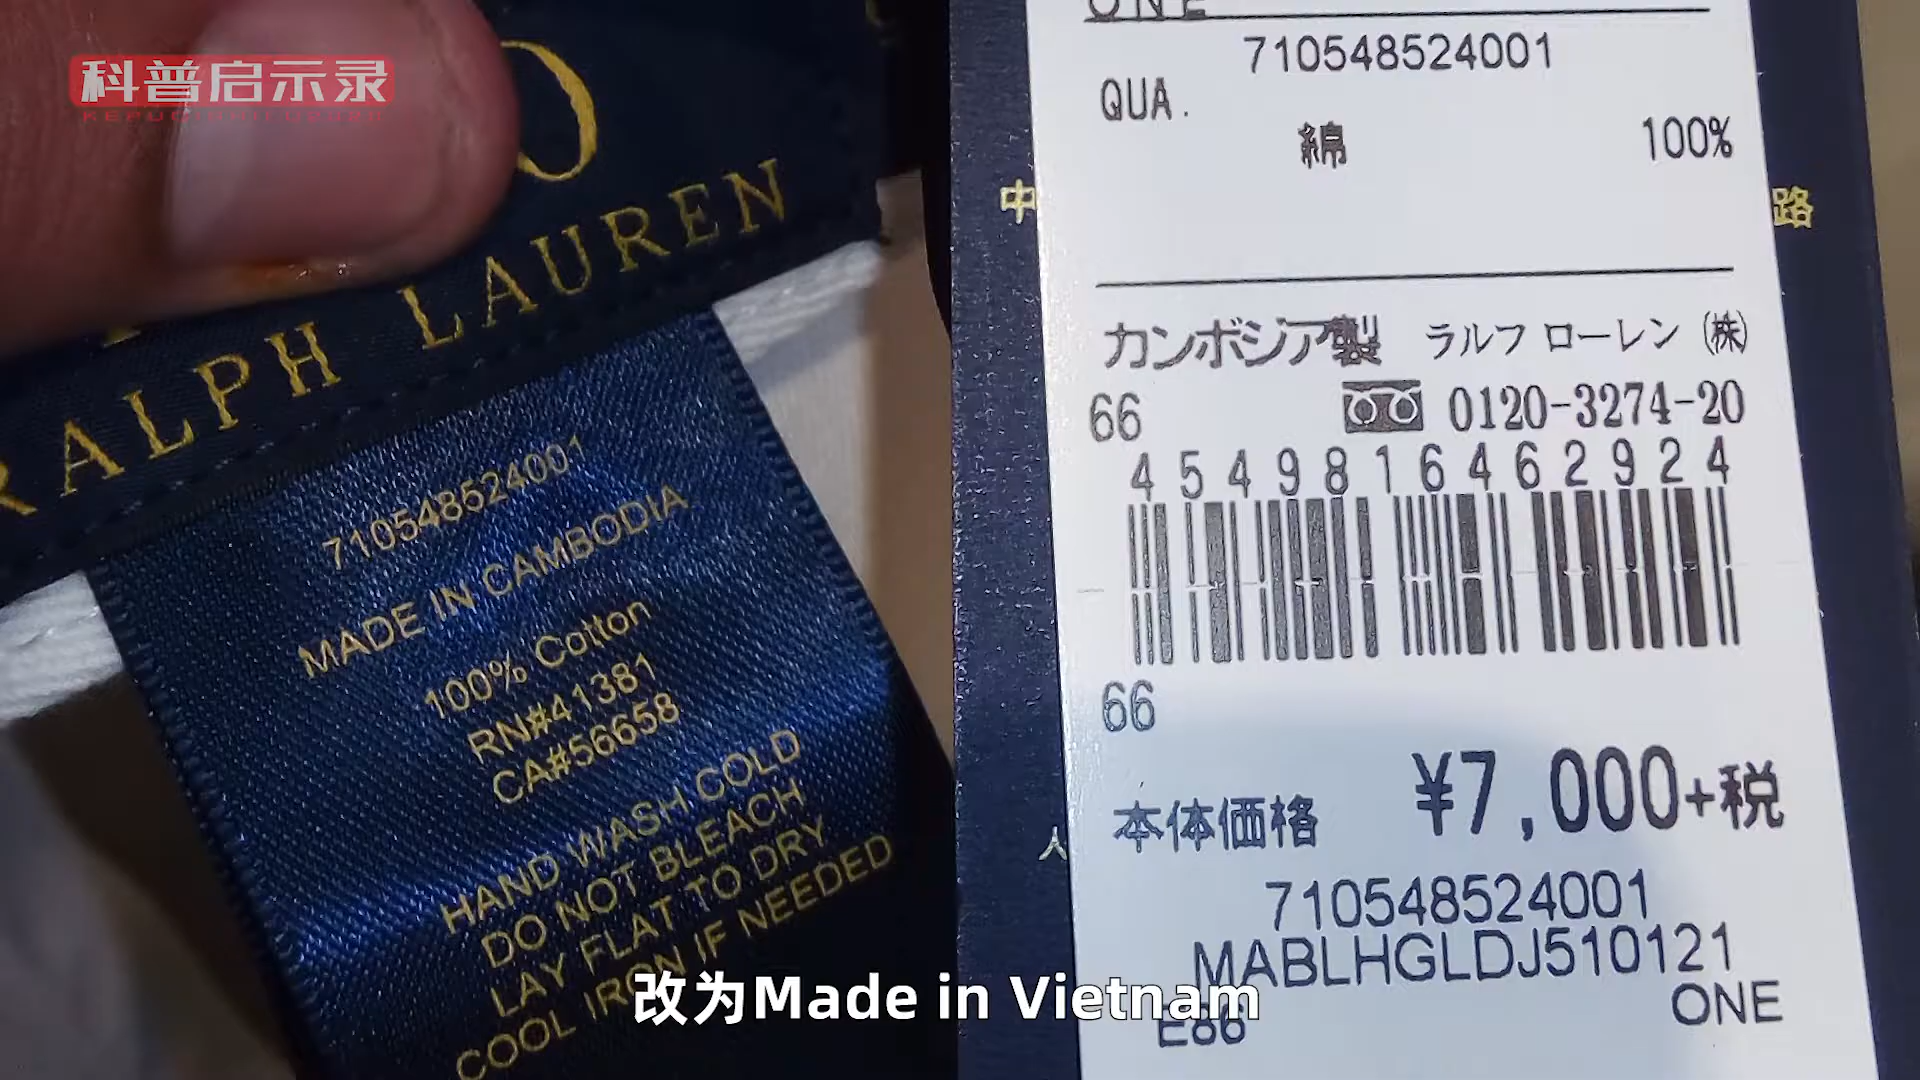 科普启示录
RALPH LAUREN
710548524001
MADE IN CAMBODIA
100% Cotton
RN#41381
CA#56658
HAND WASH COLD
DO NOT BLEACH
LAY FLAT TO DRY
COOL IRON IF NEEDED
ONE
710548524001
QUA.
綿 100%
中 路
カンボジア製 ラルフ ローレン (株)
66 0120-3274-20
4549816462924
66
本体価格 ¥7,000+税
710548524001
MABLHGLDJ510121
E86 ONE
改为Made in Vietnam